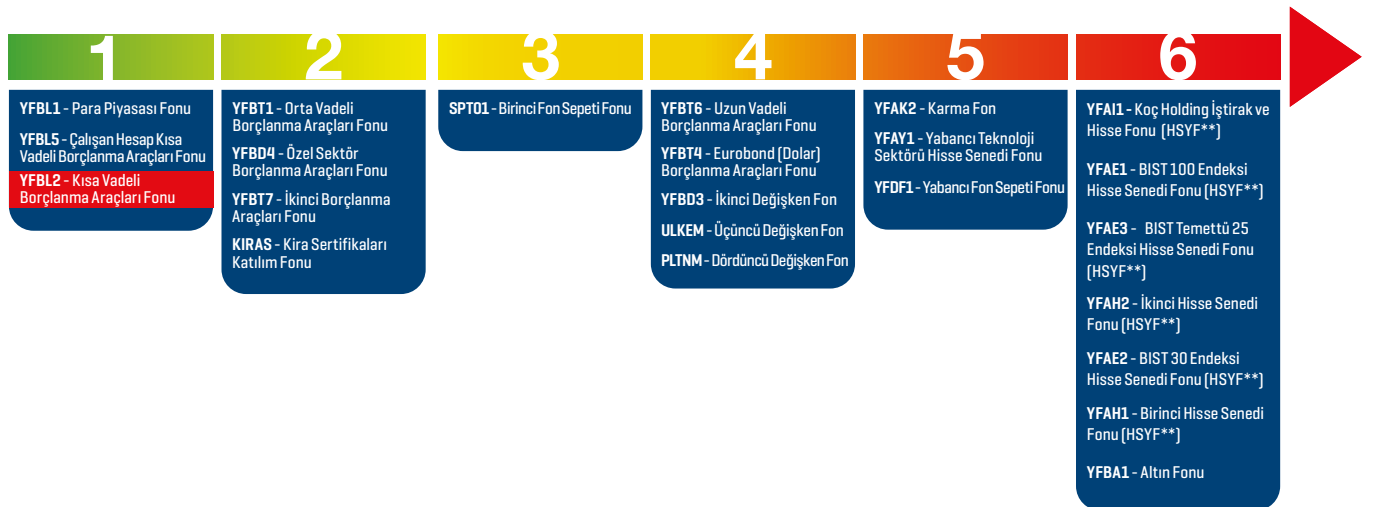 1
YFBL1 - Para Piyasası Fonu
YFBL5 - Çalışan Hesap Kısa
Vadeli Borçlanma Araçları Fonu
YFBL2 - Kısa Vadeli
Borçlanma Araçları Fonu
2
YFBT1 - Orta Vadeli
Borçlanma Araçları Fonu
YFBD4 - Özel Sektör
Borçlanma Araçları Fonu
YFBT7 - İkinci Borçlanma
Araçları Fonu
KIRAS - Kira Sertifikaları
Katılım Fonu
3
SPT01 - Birinci Fon Sepeti Fonu
4
YFBT6 - Uzun Vadeli
Borçlanma Araçları Fonu
YFBT4 - Eurobond (Dolar)
Borçlanma Araçları Fonu
YFBD3 - İkinci Değişken Fon
ULKEM - Üçüncü Değişken Fon
PLTNM - Dördüncü Değişken Fon
5
YFAK2 - Karma Fon
YFAY1 - Yabancı Teknoloji
Sektörü Hisse Senedi Fonu
YFDF1 - Yabancı Fon Sepeti Fonu
6
YFAI1 - Koç Holding İştirak ve
Hisse Fonu (HSYF**)
YFAE1 - BIST 100 Endeksi
Hisse Senedi Fonu (HSYF**)
YFAE3 - BIST Temettü 25
Endeksi Hisse Senedi Fonu
(HSYF**)
YFAH2 - İkinci Hisse Senedi
Fonu (HSYF**)
YFAE2 - BIST 30 Endeksi
Hisse Senedi Fonu (HSYF**)
YFAH1 - Birinci Hisse Senedi
Fonu (HSYF**)
YFBA1 - Altın Fonu